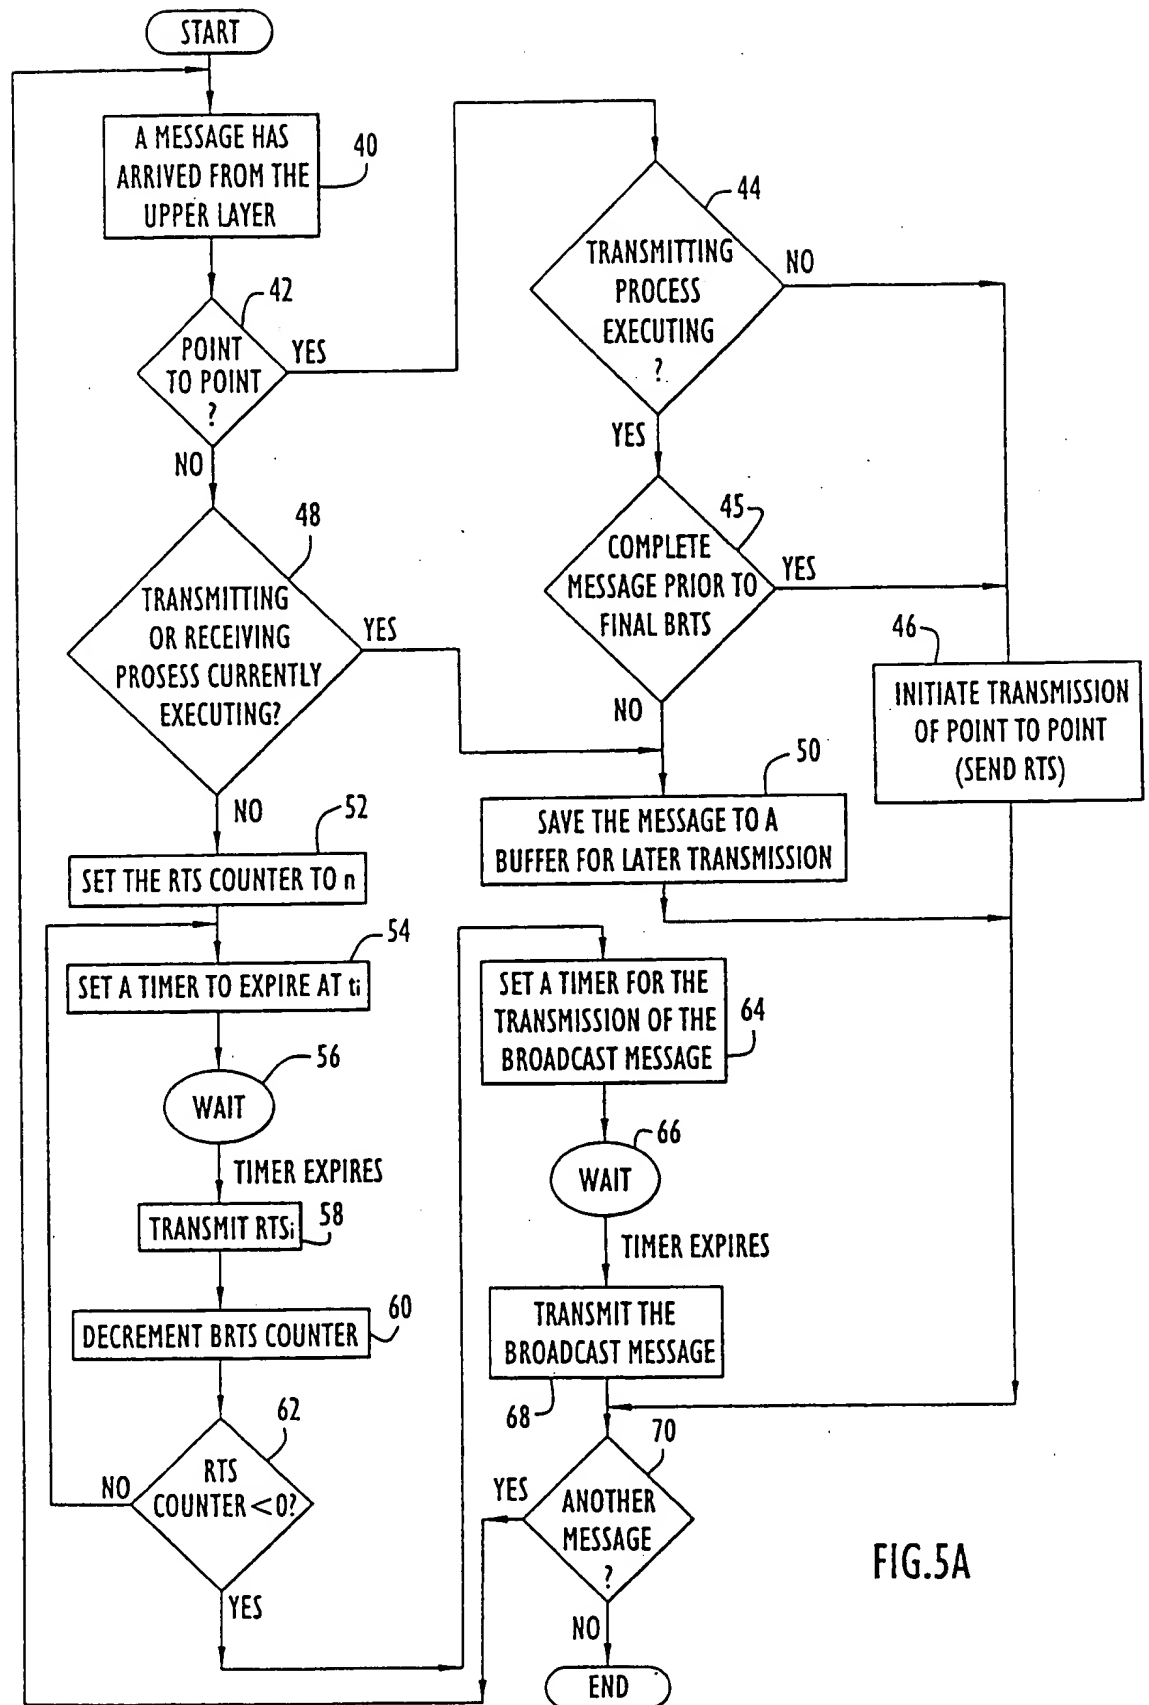 START
A MESSAGE HAS
ARRIVED FROM THE
UPPER LAYER
40
42
POINT
TO POINT
?
YES
NO
44
TRANSMITTING
PROCESS
EXECUTING
?
NO
YES
45
COMPLETE
MESSAGE PRIOR TO
FINAL BRTS
YES
NO
46
INITIATE TRANSMISSION
OF POINT TO POINT
(SEND RTS)
48
TRANSMITTING
OR RECEIVING
PROSESS CURRENTLY
EXECUTING?
YES
NO
50
SAVE THE MESSAGE TO A
BUFFER FOR LATER TRANSMISSION
52
SET THE RTS COUNTER TO n
54
SET A TIMER TO EXPIRE AT ti
56
WAIT
TIMER EXPIRES
TRANSMIT RTSi
58
DECREMENT BRTS COUNTER
60
62
RTS
COUNTER <0?
NO
YES
SET A TIMER FOR THE
TRANSMISSION OF THE
BROADCAST MESSAGE
64
66
WAIT
TIMER EXPIRES
TRANSMIT THE
BROADCAST MESSAGE
68
70
ANOTHER
MESSAGE
?
YES
NO
END
FIG.5A